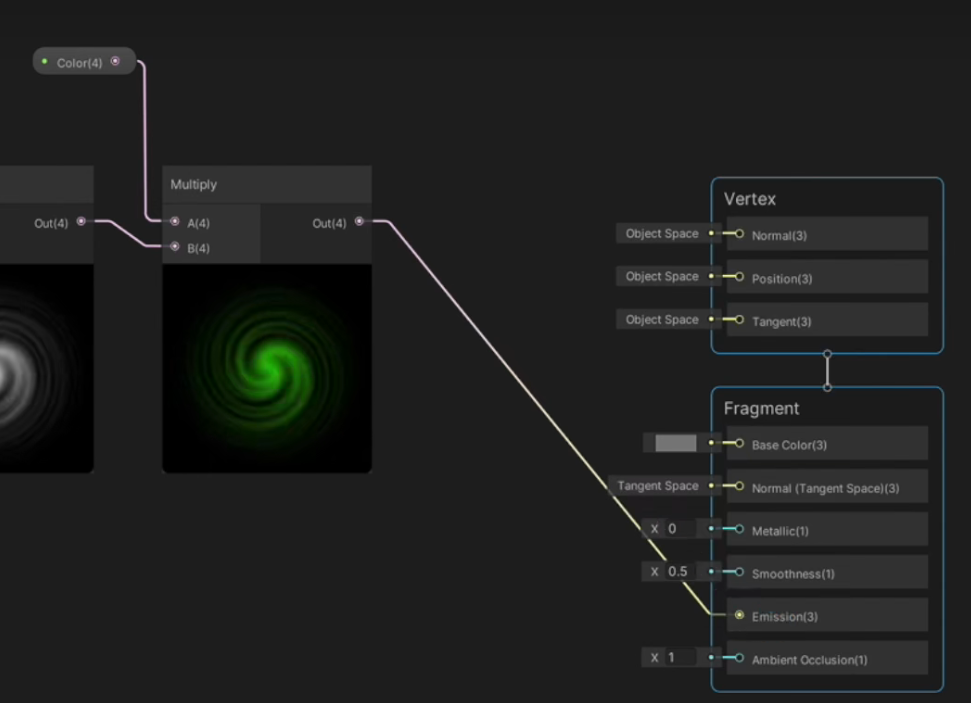 Color(4)
Multiply
Out(4)
A(4)
Out(4)
B(4)
Vertex
Object Space
Normal(3)
Object Space
Position(3)
Object Space
Tangent(3)
Fragment
Base Color(3)
Tangent Space
Normal (Tangent Space)(3)
X 0
Metallic(1)
X 0.5
Smoothness(1)
Emission(3)
X 1
Ambient Occlusion(1)